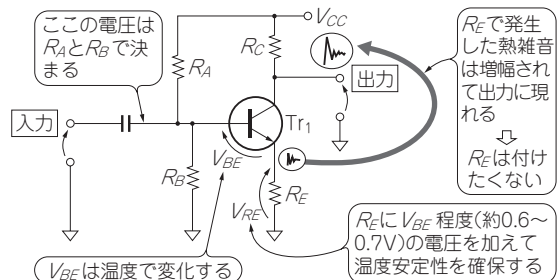 ここの電圧は
RAとRBで決
まる
VCC
RC
RA
REで発生
した熱雑音
は増幅され
て出力に現
れる
REは付け
たくない
出力
入力
Tr1
VBE
RB
RE
VRE
VBEは温度で変化する
REにVBE程度(約0.6〜
0.7V)の電圧を加えて
温度安定性を確保する